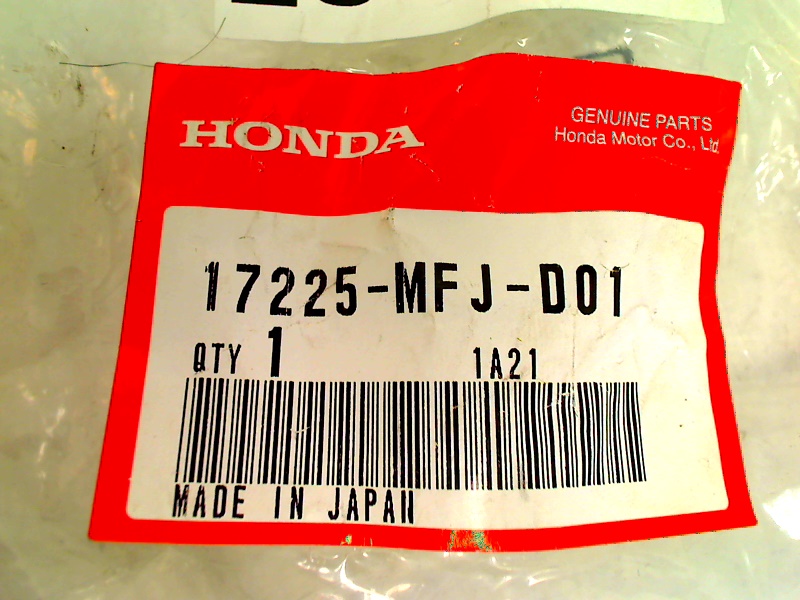 HONDA
GENUINE PARTS
Honda Motor Co., Ltd.
17225-MFJ-D01
QTY 1
1A21
MADE IN JAPAN